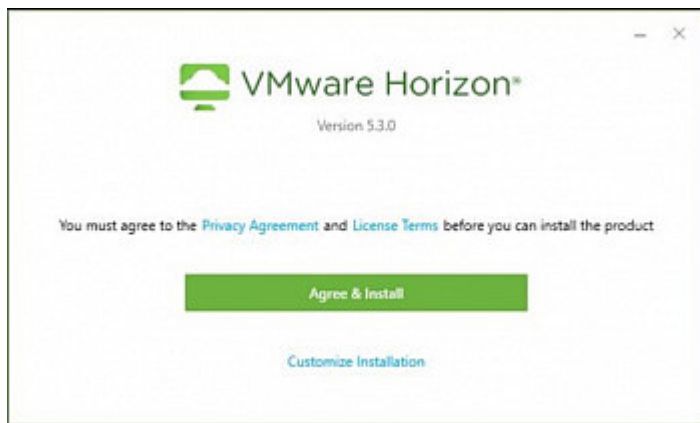 VMware Horizon®
Version 5.3.0
You must agree to the Privacy Agreement and License Terms before you can install the product
Agree & Install
Customize Installation